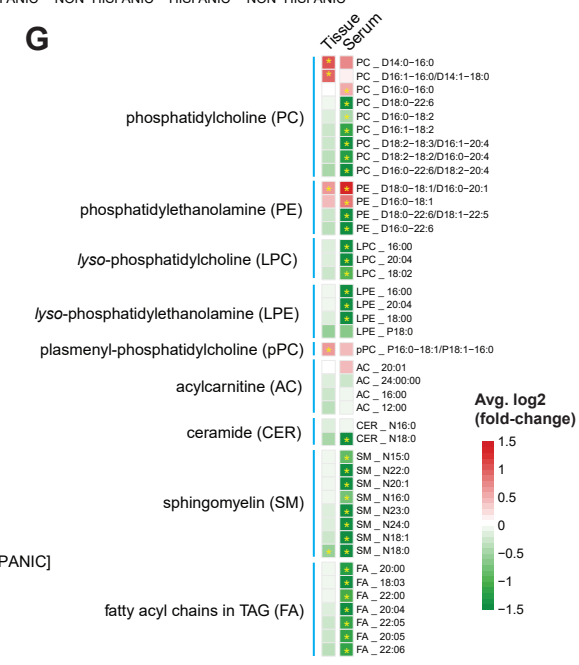 G
Tissue
Serum
phosphatidylcholine (PC)
PC _ D14:0−16:0
PC _ D16:1−16:0/D14:1−18:0
PC _ D16:0−16:0
PC _ D18:0−22:6
PC _ D16:0−18:2
PC _ D16:1−18:2
PC _ D18:2−18:3/D16:1−20:4
PC _ D18:2−18:2/D16:0−20:4
PC _ D16:0−22:6/D18:2−20:4
phosphatidylethanolamine (PE)
PE _ D18:0−18:1/D16:0−20:1
PE _ D16:0−18:1
PE _ D18:0−22:6/D18:1−22:5
PE _ D16:0−22:6
lyso-phosphatidylcholine (LPC)
LPC _ 16:00
LPC _ 20:04
LPC _ 18:02
lyso-phosphatidylethanolamine (LPE)
LPE _ 16:00
LPE _ 20:04
LPE _ 18:00
LPE _ P18:0
plasmenyl-phosphatidylcholine (pPC)
pPC _ P16:0−18:1/P18:1−16:0
acylcarnitine (AC)
AC _ 20:01
AC _ 24:00:00
AC _ 16:00
AC _ 12:00
ceramide (CER)
CER _ N16:0
CER _ N18:0
sphingomyelin (SM)
SM _ N15:0
SM _ N22:0
SM _ N20:1
SM _ N16:0
SM _ N23:0
SM _ N24:0
SM _ N18:1
SM _ N18:0
PANIC]
fatty acyl chains in TAG (FA)
FA _ 20:00
FA _ 18:03
FA _ 22:00
FA _ 20:04
FA _ 22:05
FA _ 20:05
FA _ 22:06
Avg. log2
(fold-change)
1.5
1
0.5
0
−0.5
−1
−1.5